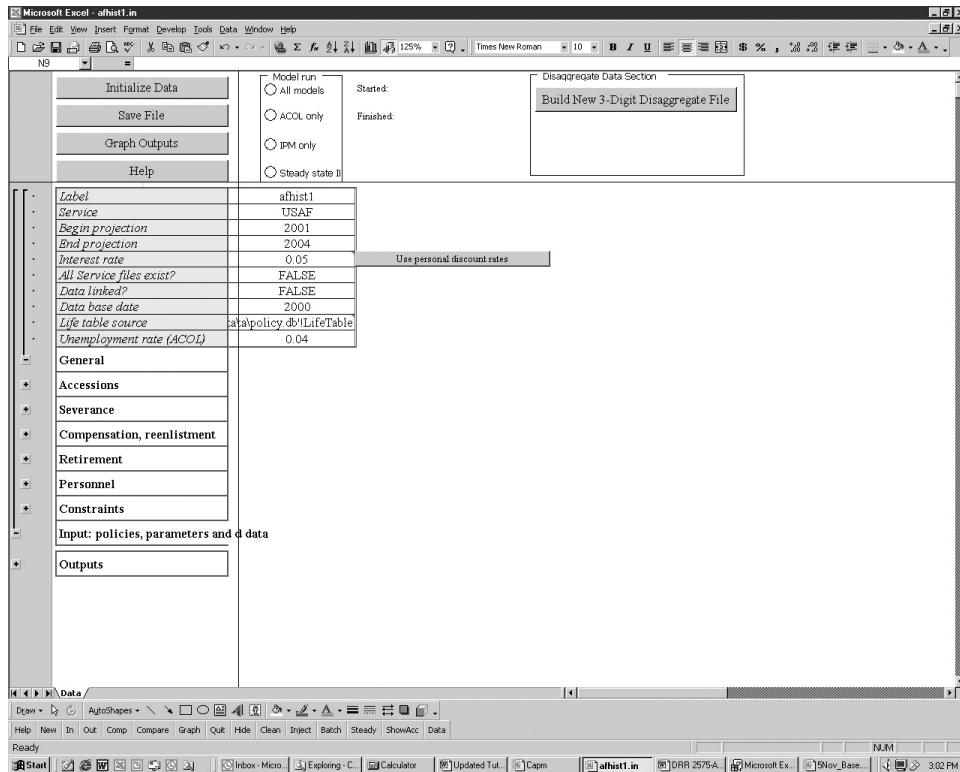 Microsoft Excel - afhist1.in
File Edit View Insert Format Develop Tools Data Window Help
125% Times New Roman 10 B I U $ % ,
N9 =
Initialize Data
Save File
Graph Outputs
Help
Model run
All models
ACOL only
IPM only
Steady state II
Started:
Finished:
Disaggregate Data Section
Build New 3-Digit Disaggregate File
Label afhist1
Service USAF
Begin projection 2001
End projection 2004
Interest rate 0.05 Use personal discount rates
All Service files exist? FALSE
Data linked? FALSE
Data base date 2000
Life table source ata\policy.db'!LifeTable
Unemployment rate (ACOL) 0.04
General
Accessions
Severance
Compensation, reenlistment
Retirement
Personnel
Constraints
Input: policies, parameters and d data
Outputs
Data
Draw AutoShapes
Help New In Out Comp Compare Graph Quit Hide Clean Inject Batch Steady ShowAcc Data
Ready NUM
Start Inbox - Micro... Exploring - C... Calculator Updated Tut... Capm afhist1.in DRR 2575-A... Microsoft Ex... 5Nov_Base... 3:02 PM